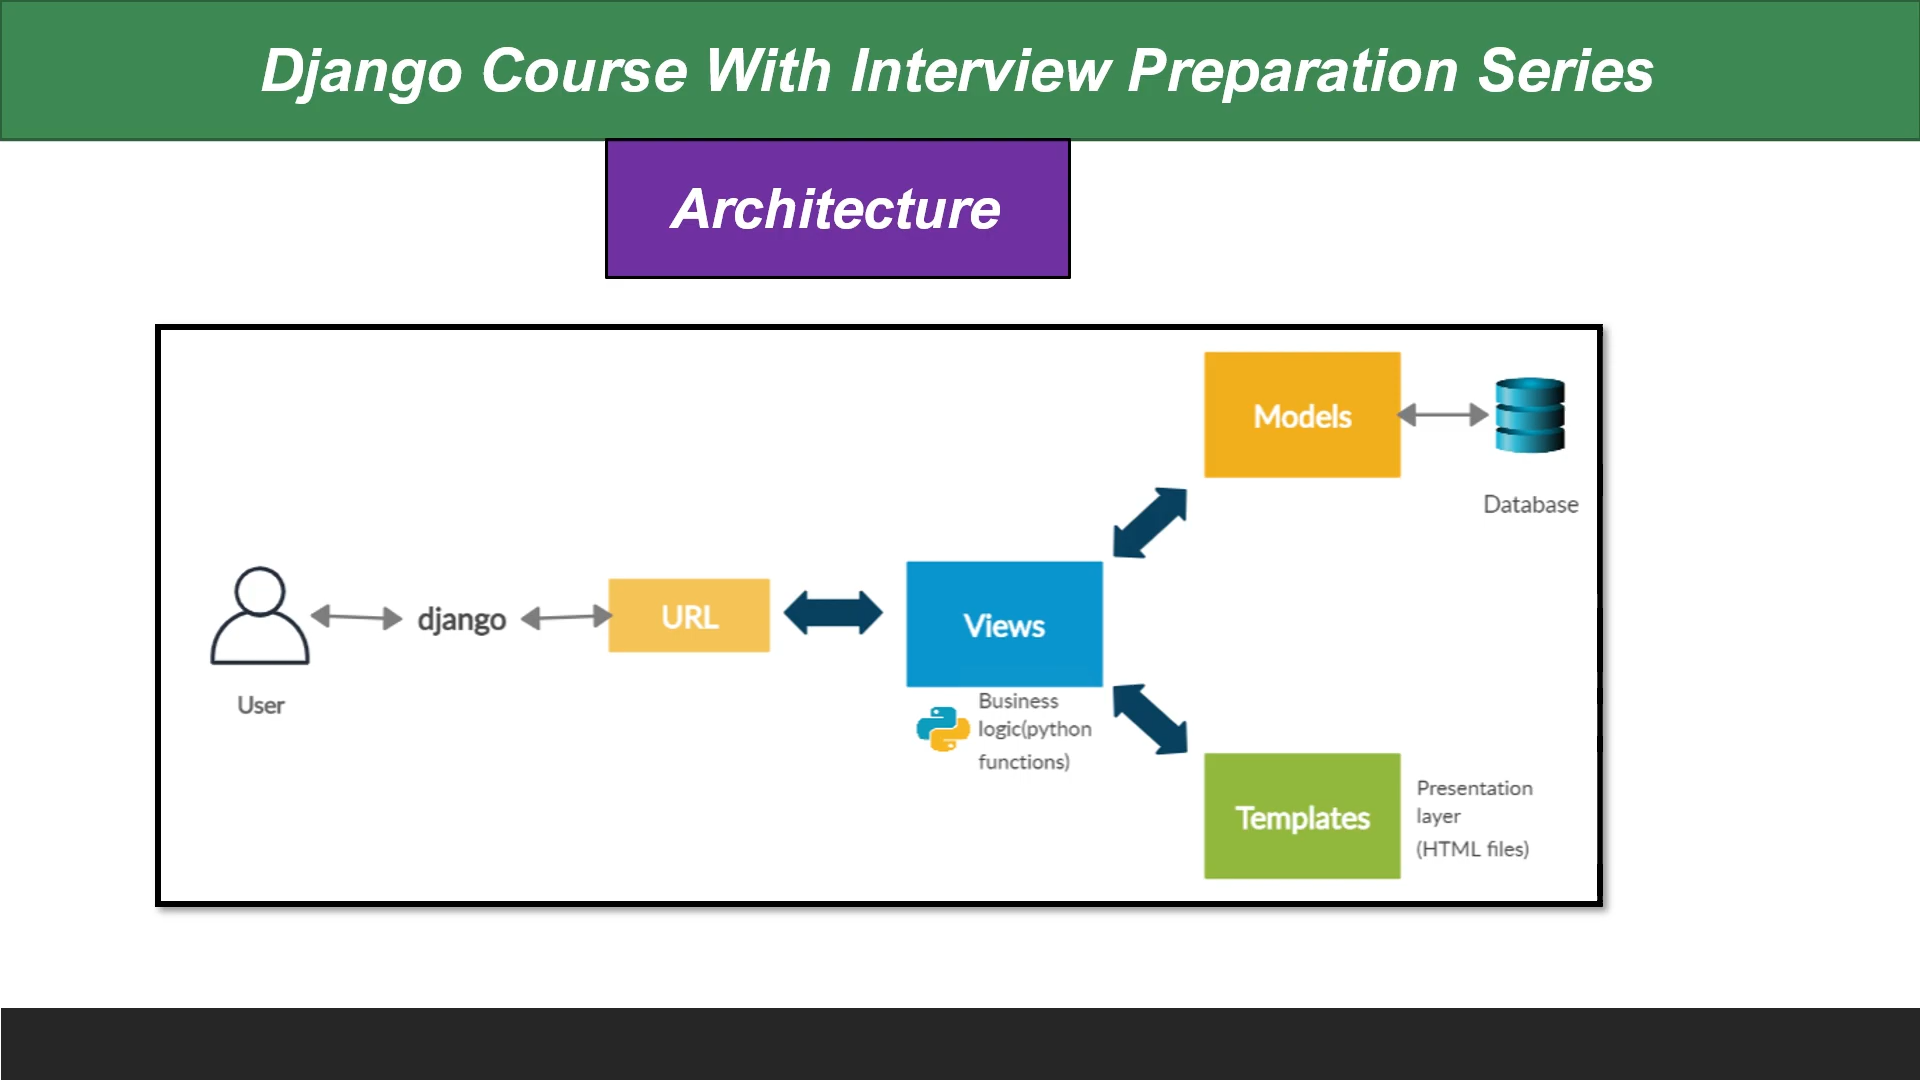 Django Course With Interview Preparation Series
Architecture
Models
Database
User
django
URL
Views
Business
logic(python
functions)
Templates
Presentation
layer
(HTML files)